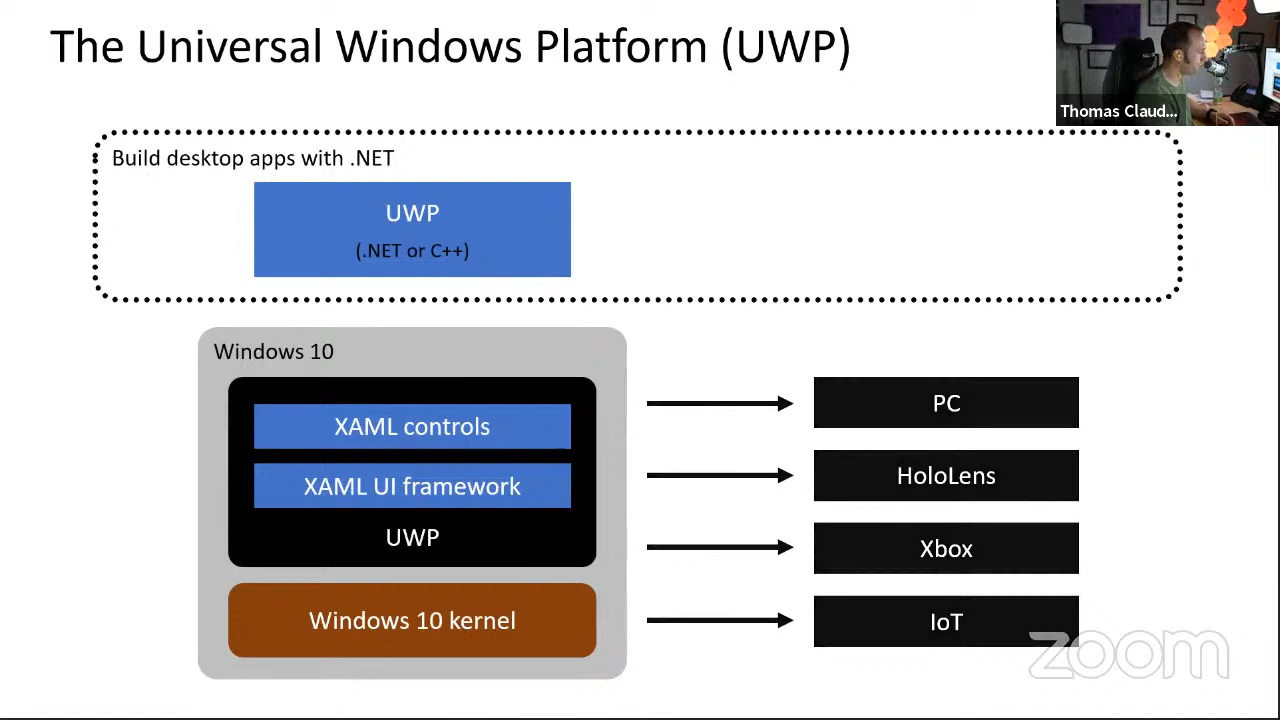 The Universal Windows Platform (UWP)
Thomas Claud...
Build desktop apps with .NET
UWP
(.NET or C++)
Windows 10
XAML controls
XAML UI framework
UWP
Windows 10 kernel
PC
HoloLens
Xbox
IoT
zoom